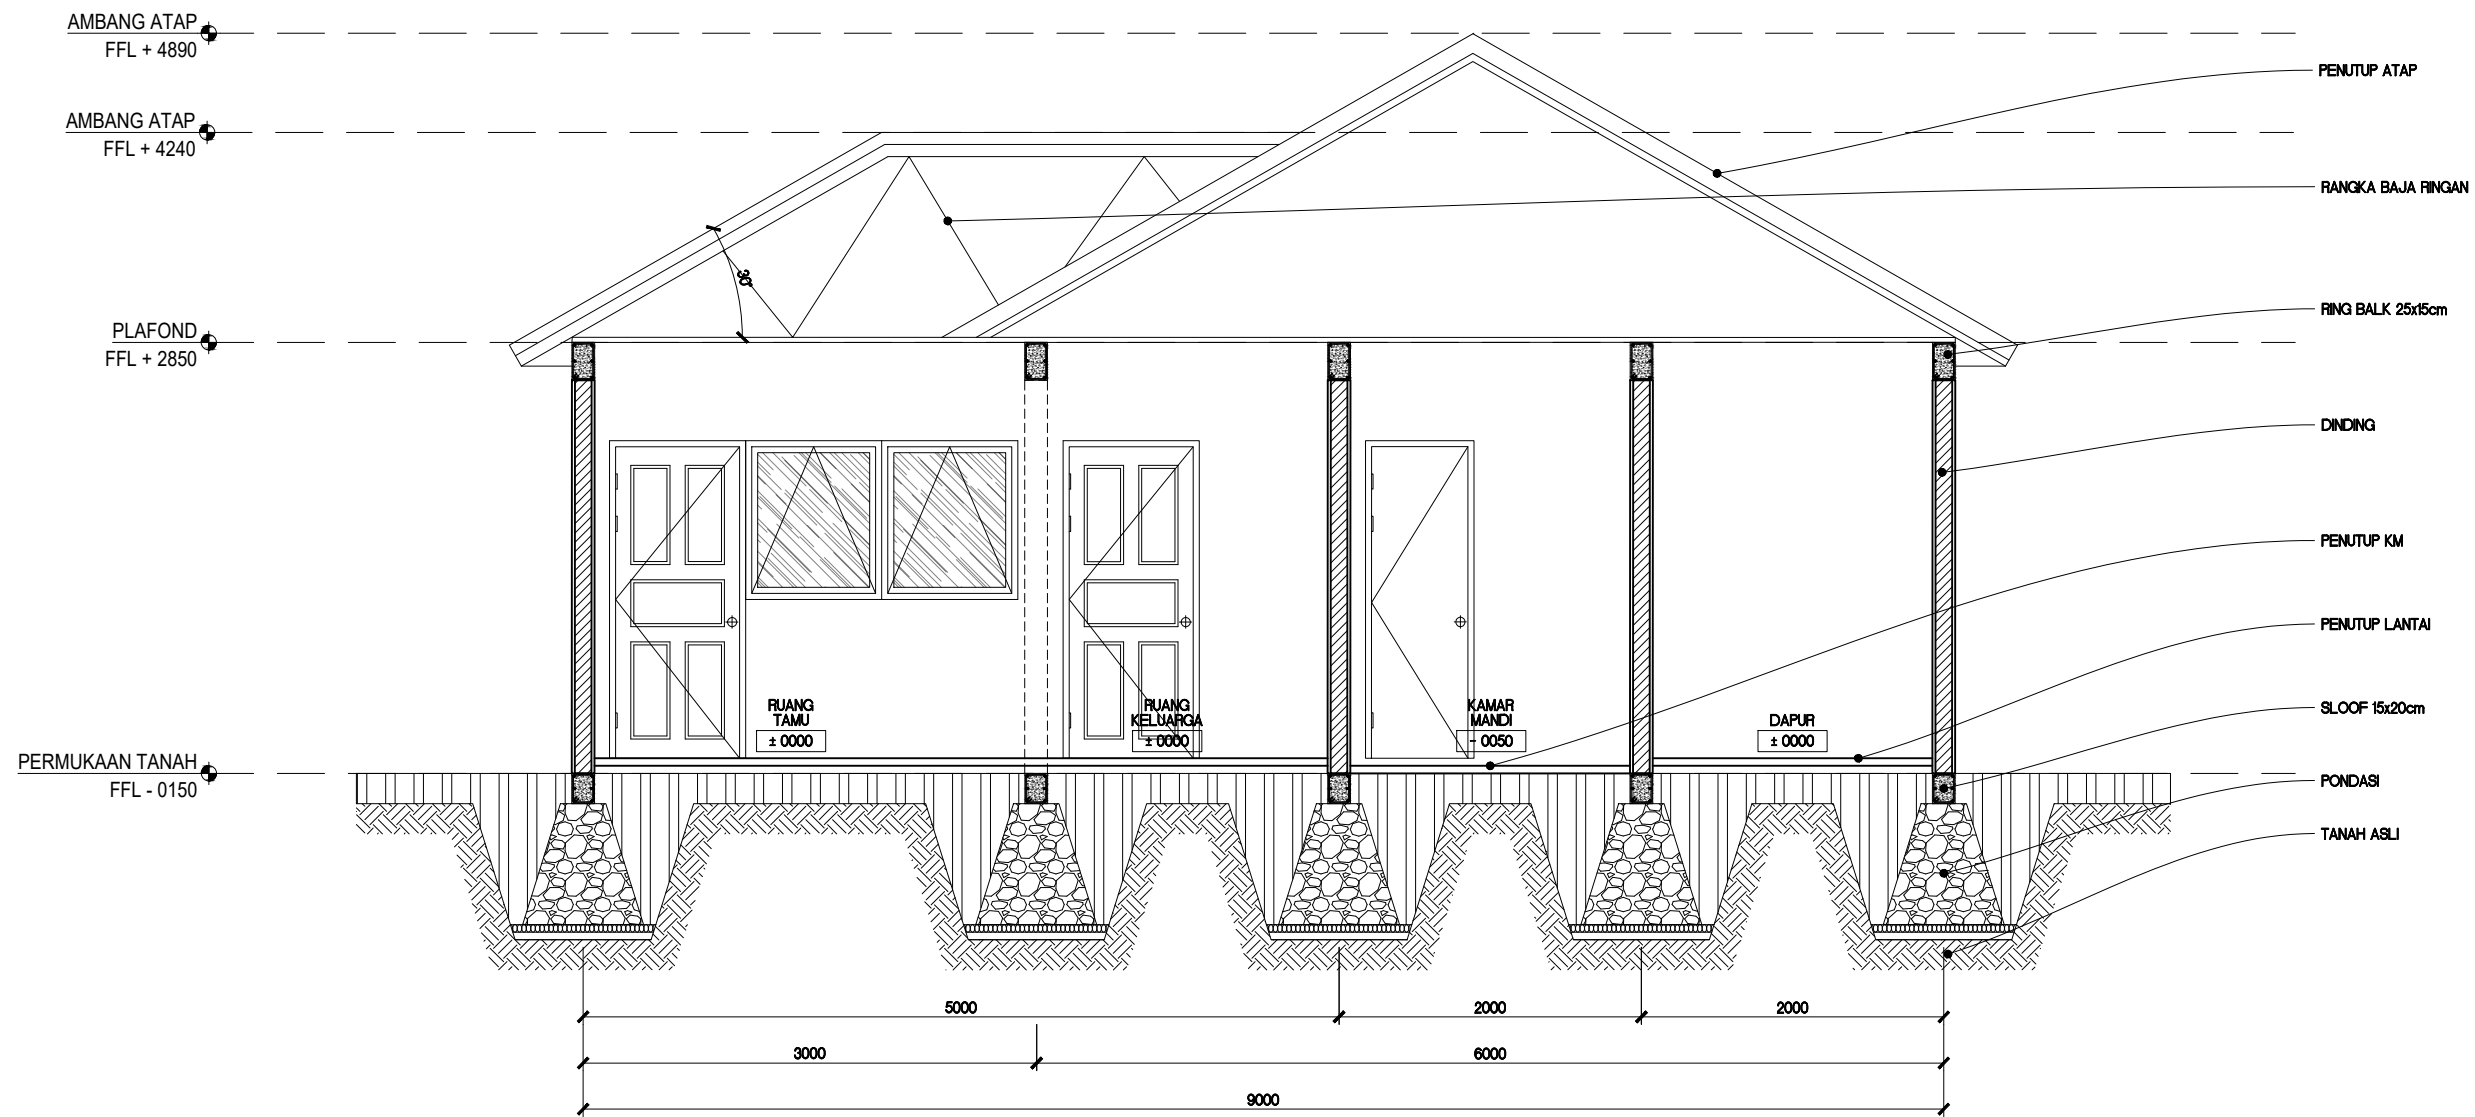 AMBANG ATAP
FFL + 4890
PENUTUP ATAP
AMBANG ATAP
FFL + 4240
RANGKA BAJA RINGAN
30°
PLAFOND
FFL + 2850
RING BALK 25x15cm
DINDING
PENUTUP KM
PENUTUP LANTAI
RUANG
TAMU
± 0000
RUANG
KELUARGA
± 0000
KAMAR
MANDI
- 0050
DAPUR
± 0000
SLOOF 15x20cm
PERMUKAAN TANAH
FFL - 0150
PONDASI
TANAH ASLI
5000
2000
2000
3000
6000
9000